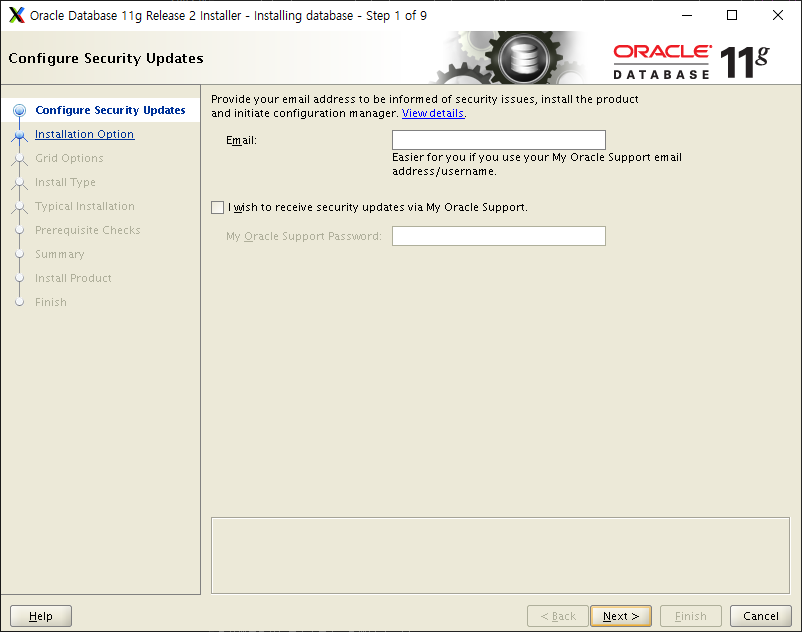 Oracle Database 11g Release 2 Installer - Installing database - Step 1 of 9
Configure Security Updates
ORACLE
DATABASE 11g
Configure Security Updates
Installation Option
Grid Options
Install Type
Typical Installation
Prerequisite Checks
Summary
Install Product
Finish
Provide your email address to be informed of security issues, install the product
and initiate configuration manager. View details.
Email:
Easier for you if you use your My Oracle Support email
address/username.
I wish to receive security updates via My Oracle Support.
My Oracle Support Password:
Help
< Back
Next >
Finish
Cancel